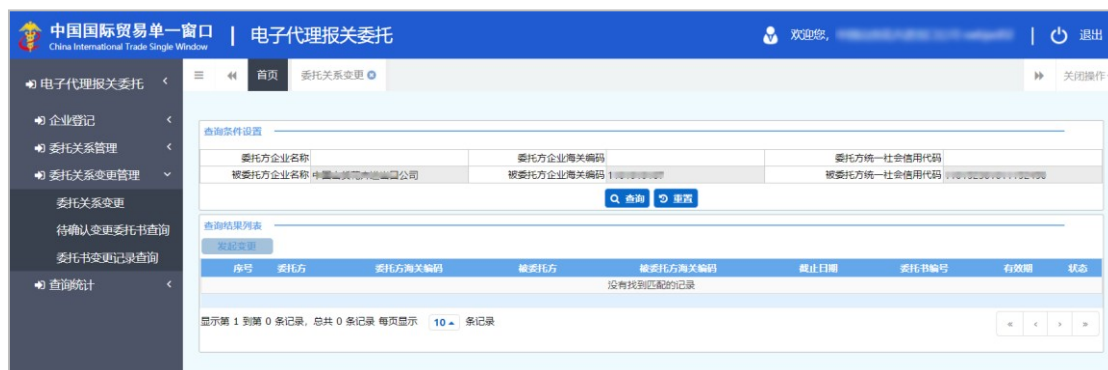 中国国际贸易单一窗口 | 电子代理报关委托 欢迎您, | 退出
China International Trade Single Window
电子代理报关委托 首页 委托关系变更 关闭操作
企业登记
委托关系管理
委托关系变更管理
委托关系变更
待确认变更委托书查询
委托书变更记录查询
查询统计
查询条件设置
委托方企业名称 委托方企业海关编码 委托方统一社会信用代码
被委托方企业名称 被委托方企业海关编码 被委托方统一社会信用代码
查询 重置
查询结果列表
发起变更
序号 委托方 委托方海关编码 被委托方 被委托方海关编码 截止日期 委托书编号 有效期 状态
没有找到匹配的记录
显示第 1 到第 0 条记录, 总共 0 条记录 每页显示 10 条记录